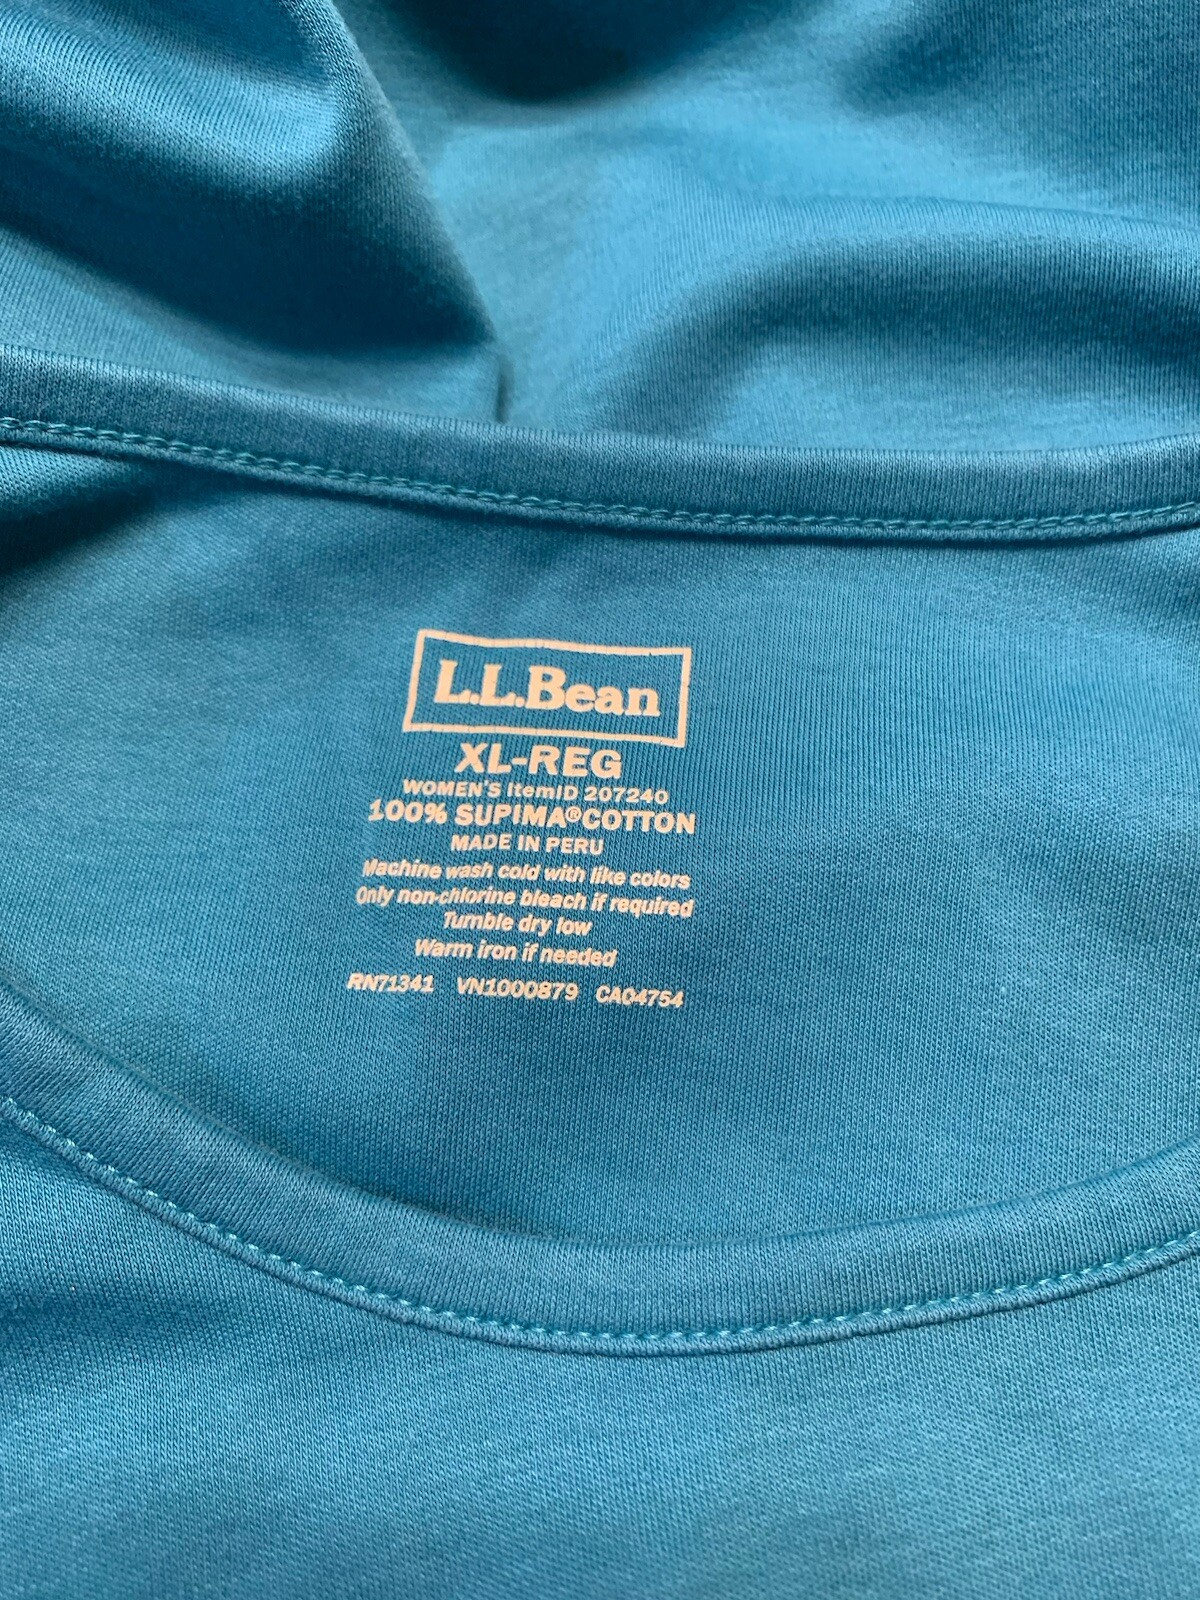 L.L.Bean
XL-REG
WOMEN'S ItemID 207240
100% SUPIMA®COTTON
MADE IN PERU
Machine wash cold with like colors
Only non-chlorine bleach if required
Tumble dry low
Warm iron if needed
RN71341 VN1000879 CA04754